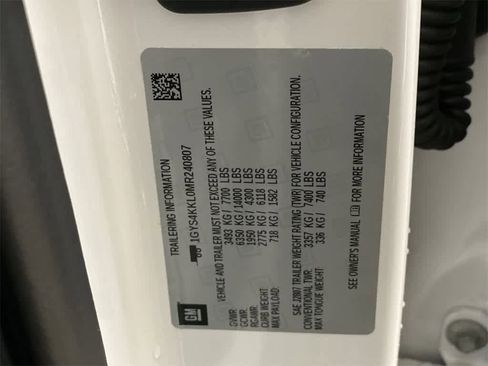 TRAILERING INFORMATION
1GYS4KKL0MR240807
VEHICLE AND TRAILER MUST NOT EXCEED ANY OF THESE VALUES.
GVWR: 3493 KG/ 7700 LBS
GCWR: 6350 KG/14000 LBS
RGAWR: 1950 KG/ 4300 LBS
CURB WEIGHT 2775 KG/ 6118 LBS
MAX PAYLOAD: 718 KG/ 1582 LBS
SAE J2807 TRAILER WEIGHT RATING (TWR) FOR VEHICLE CONFIGURATION.
CONVENTIONAL TWR: 3357 KG/ 7400 LBS
MAX TONGUE WEIGHT: 336 KG/ 740 LBS
SEE OWNER'S MANUAL FOR MORE INFORMATION.
GM